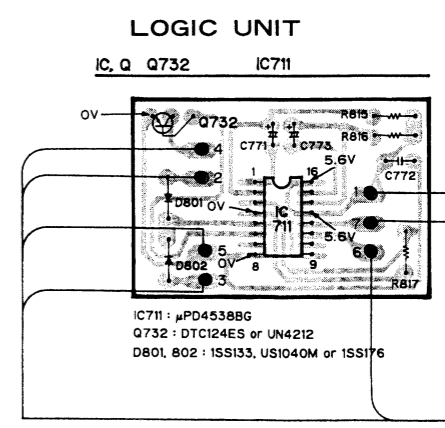 LOGIC UNIT
IC, Q Q732 IC711
0V
Q732
R815
R816
4
C771
C773
5.6V
C772
2
1
16
1
D801
0V
IC
711
7
5.6V
5
6
D802
0V
8
9
3
R817
IC711 : μPD4538BG
Q732 : DTC124ES or UN4212
D801, 802 : 1SS133, US1040M or 1SS176